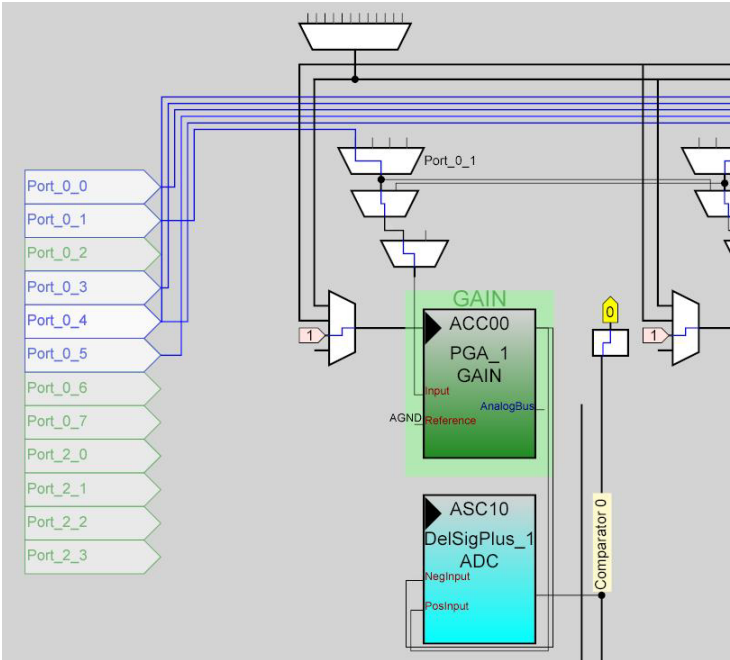 Port_0_1
Port_0_0
Port_0_1
Port_0_2
Port_0_3
Port_0_4
Port_0_5
Port_0_6
Port_0_7
Port_2_0
Port_2_1
Port_2_2
Port_2_3
1
GAIN
ACC00
PGA_1
GAIN
Input
AnalogBus
AGND
Reference
0
1
ASC10
DelSigPlus_1
ADC
NegInput
PosInput
Comparator 0